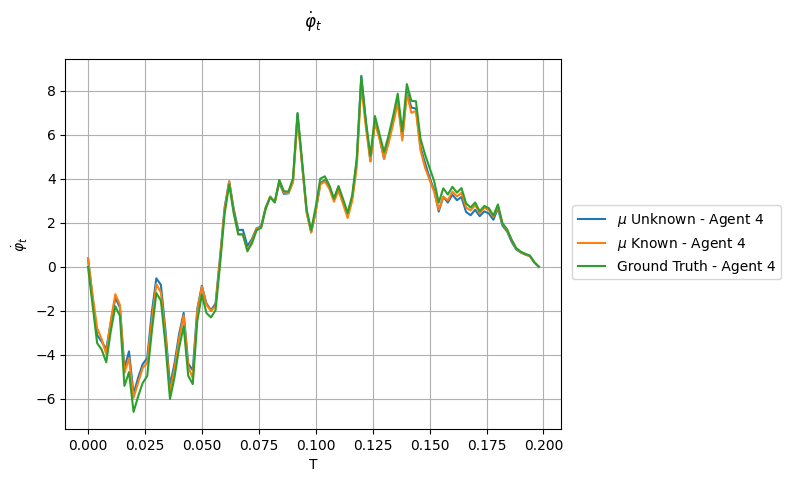 φ̇ₜ
φ̇ₜ
8
6
4
2
0
−2
−4
−6
0.000 0.025 0.050 0.075 0.100 0.125 0.150 0.175 0.200
T
μ Unknown - Agent 4
μ Known - Agent 4
Ground Truth - Agent 4